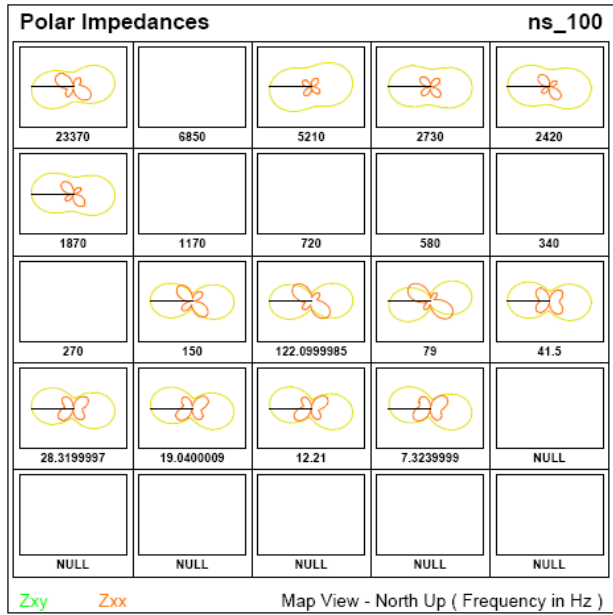 Polar Impedances ns_100
23370 6850 5210 2730 2420
1870 1170 720 580 340
270 150 122.0999985 79 41.5
28.3199997 19.0400009 12.21 7.3239999 NULL
NULL NULL NULL NULL NULL
Zxy Zxx Map View - North Up ( Frequency in Hz )